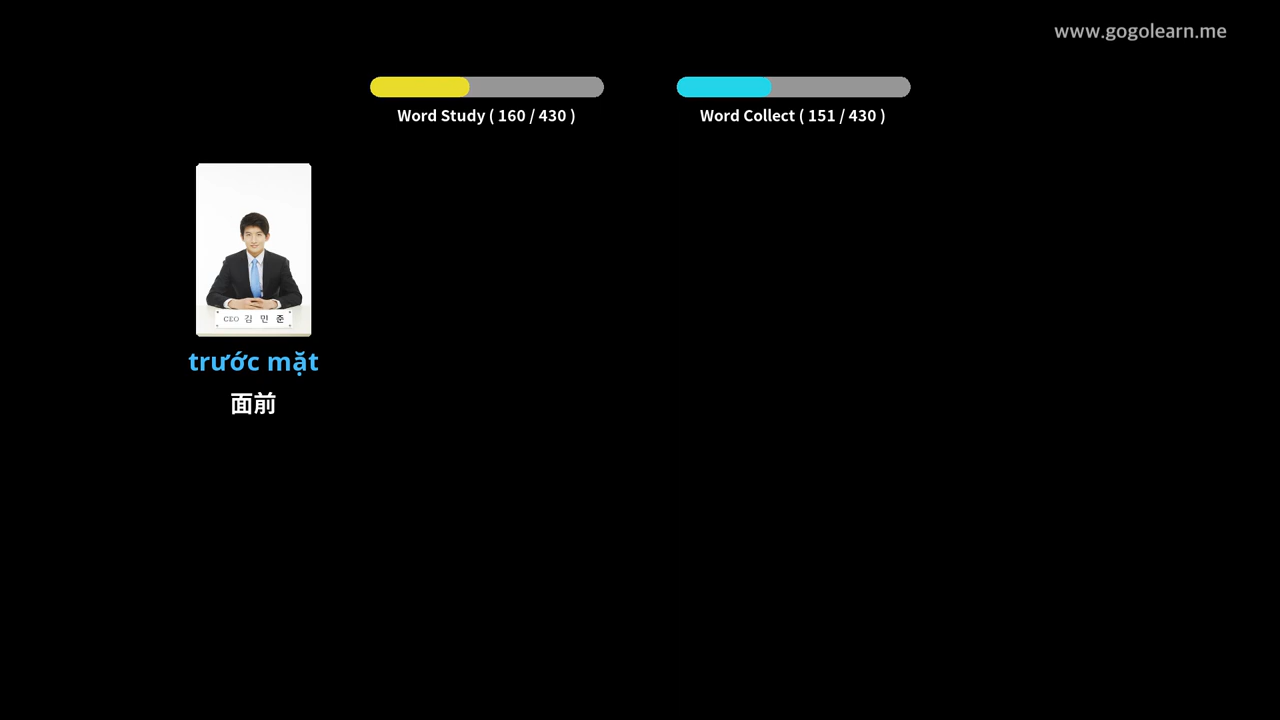 www.gogolearn.me
Word Study ( 160 / 430 )
Word Collect ( 151 / 430 )
CEO 김 민 준
trước mặt
面前